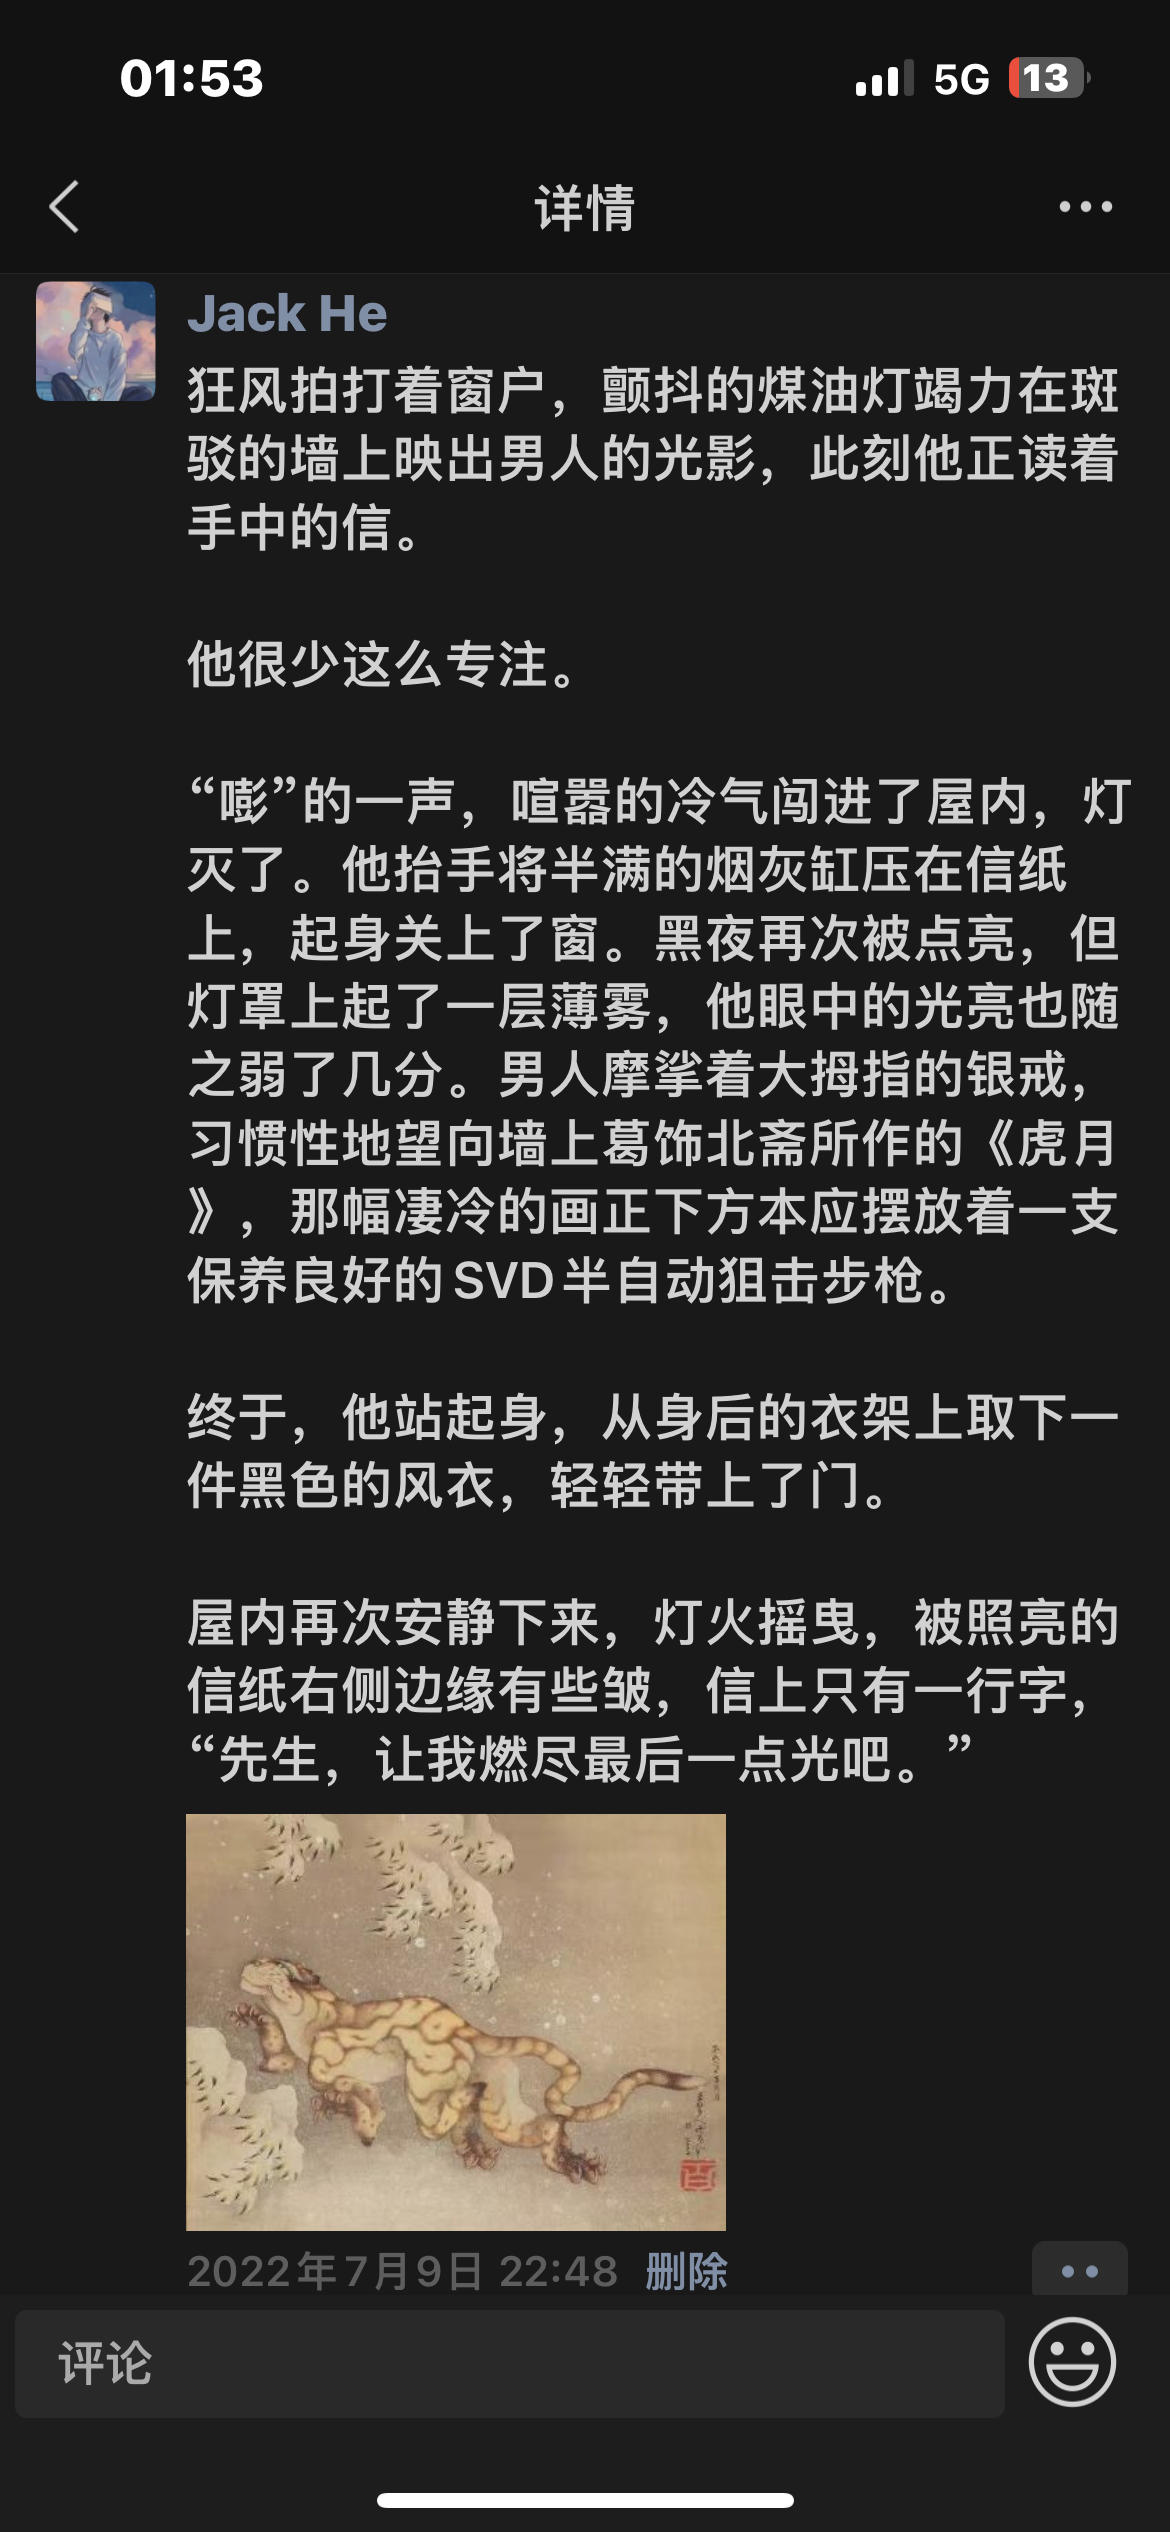 01:53
5G 13
详情
Jack He
狂风拍打着窗户，颤抖的煤油灯竭力在斑
驳的墙上映出男人的光影，此刻他正读着
手中的信。
他很少这么专注。
“嘭”的一声，喧嚣的冷气闯进了屋内，灯
灭了。他抬手将半满的烟灰缸压在信纸
上，起身关上了窗。黑夜再次被点亮，但
灯罩上起了一层薄雾，他眼中的光亮也随
之弱了几分。男人摩挲着大拇指的银戒，
习惯性地望向墙上葛饰北斋所作的《虎月
》，那幅凄冷的画正下方本应摆放着一支
保养良好的SVD半自动狙击步枪。
终于，他站起身，从身后的衣架上取下一
件黑色的风衣，轻轻带上了门。
屋内再次安静下来，灯火摇曳，被照亮的
信纸右侧边缘有些皱，信上只有一行字，
“先生，让我燃尽最后一点光吧。”
2022年7月9日 22:48 删除
评论